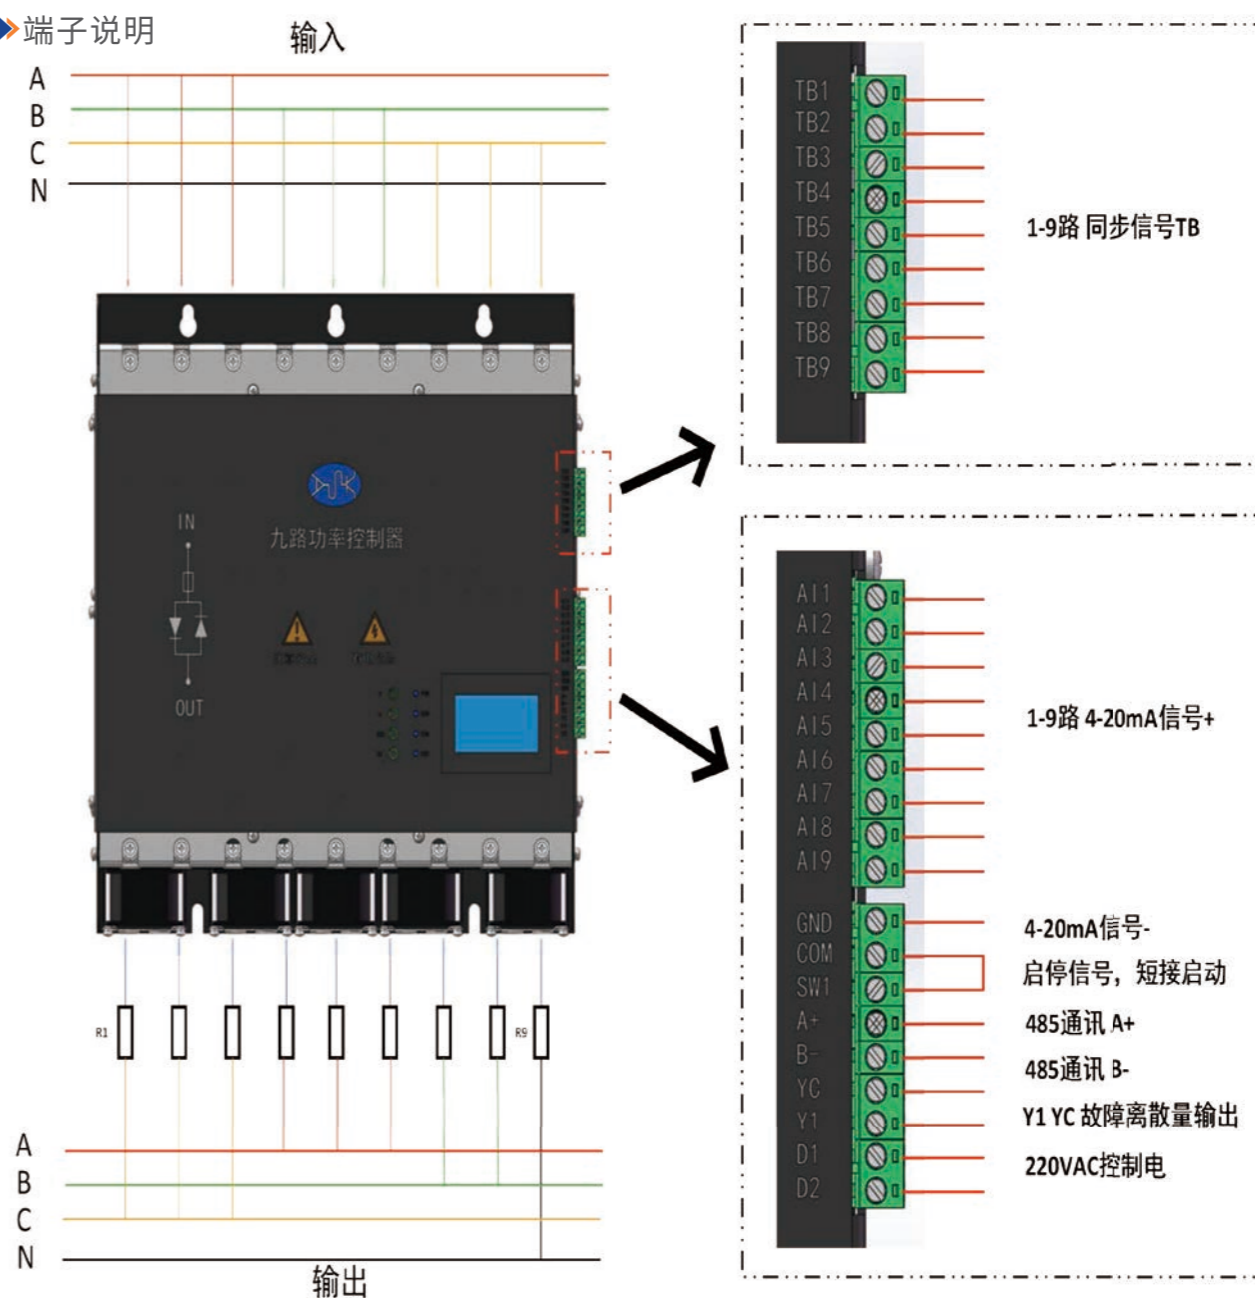 端子说明
输入
A
B
C
N
IN
九路功率控制器
OUT
R1
R9
A
B
C
N
输出
TB1
TB2
TB3
TB4
TB5
TB6
TB7
TB8
TB9
1-9路 同步信号TB
AI1
AI2
AI3
AI4
AI5
AI6
AI7
AI8
AI9
1-9路 4-20mA信号+
GND
COM
SW1
A+
B-
YC
Y1
D1
D2
4-20mA信号-
启停信号，短接启动
485通讯 A+
485通讯 B-
Y1 YC 故障离散量输出
220VAC控制电